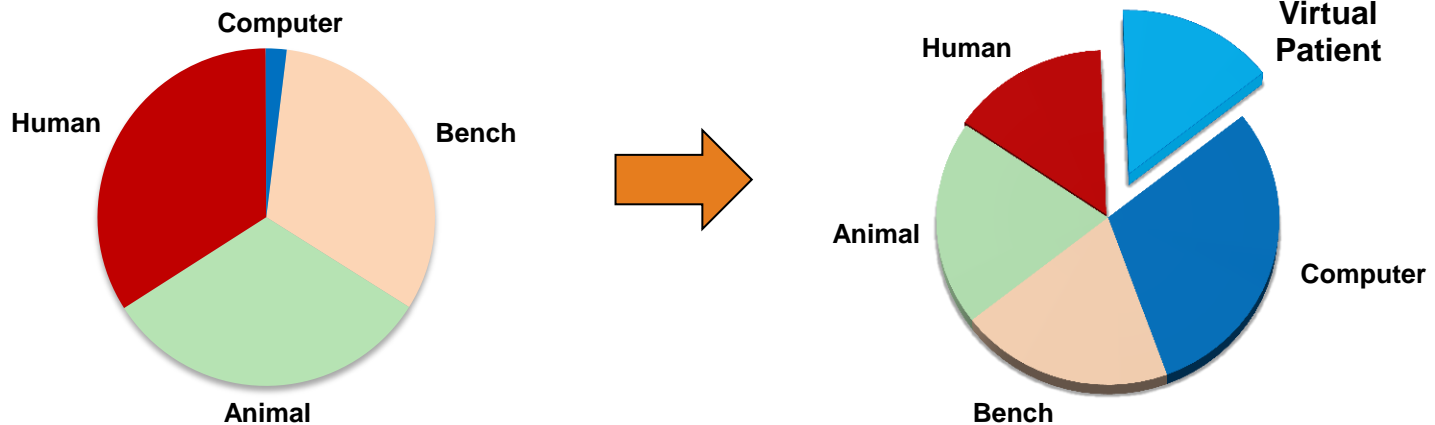 Computer
Human
Bench
Animal
Virtual
Patient
Human
Animal
Computer
Bench